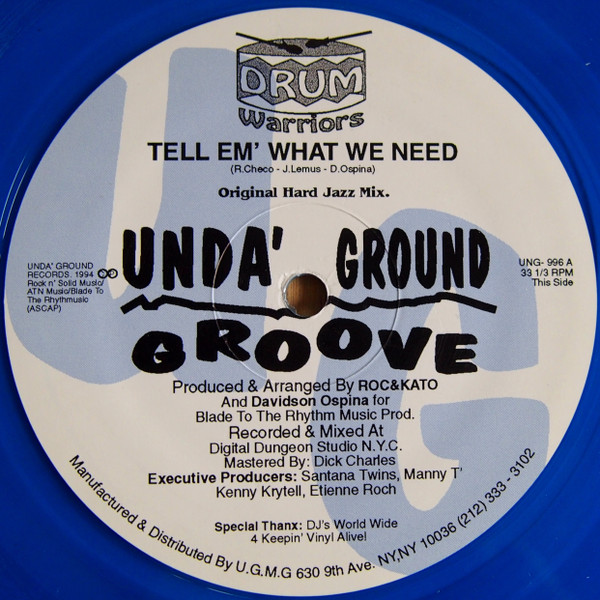 DRUM
Warriors
TELL EM' WHAT WE NEED
(R.Checo - J.Lemus - D.Ospina)
Original Hard Jazz Mix.
UNDA' GROUND
GROOVE
UNDA' GROUND
RECORDS. 1994 ℗©
Rock n' Solid Music/
ATN Music/Blade To
The Rhythmusic
(ASCAP)
UNG- 996 A
33 1/3 RPM
This Side
Produced & Arranged By ROC&KATO
And Davidson Ospina for
Blade To The Rhythm Music Prod.
Recorded & Mixed At
Digital Dungeon Studio N.Y.C.
Mastered By: Dick Charles
Executive Producers: Santana Twins, Manny T'
Kenny Krytell, Etienne Roch
Special Thanx: DJ's World Wide
4 Keepin' Vinyl Alive!
Manufactured & Distributed By U.G.M.G 630 9th Ave. NY,NY 10036 (212) 333 - 3102
UG